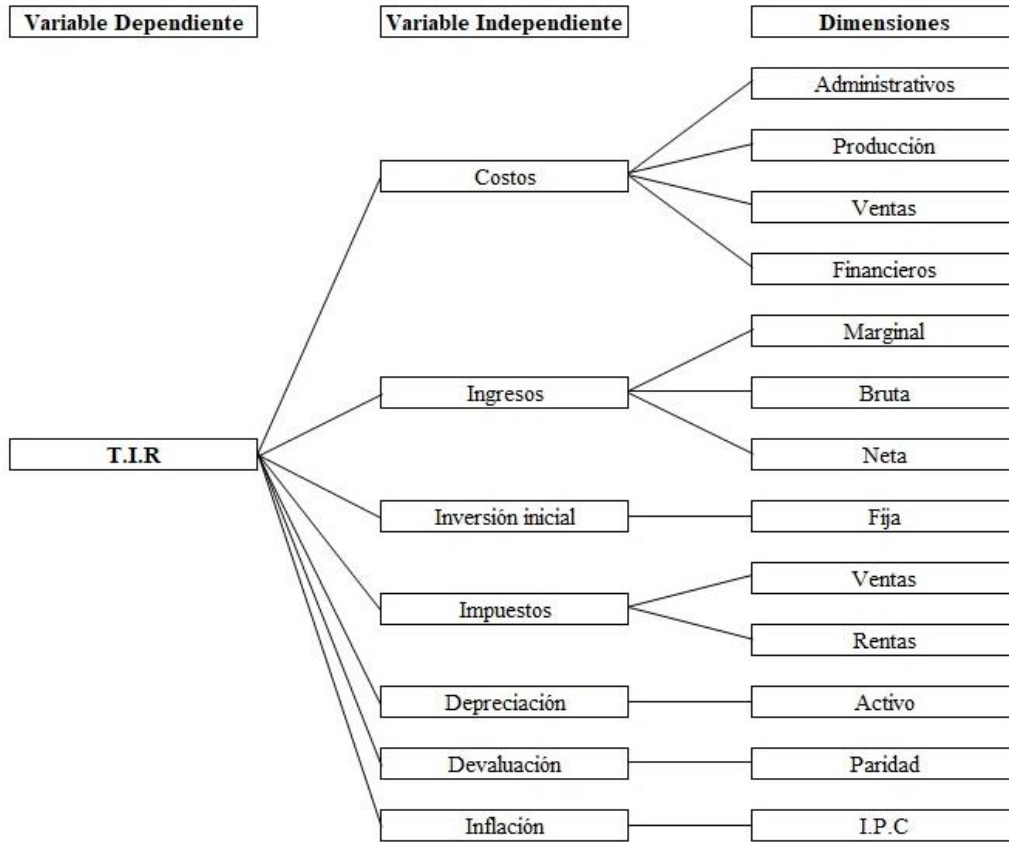 Variable Dependiente
Variable Independiente
Dimensiones
Administrativos
Producción
Costos
Ventas
Financieros
Marginal
Ingresos
Bruta
T.I.R
Neta
Inversión inicial
Fija
Ventas
Impuestos
Rentas
Depreciación
Activo
Devaluación
Paridad
Inflación
I.P.C